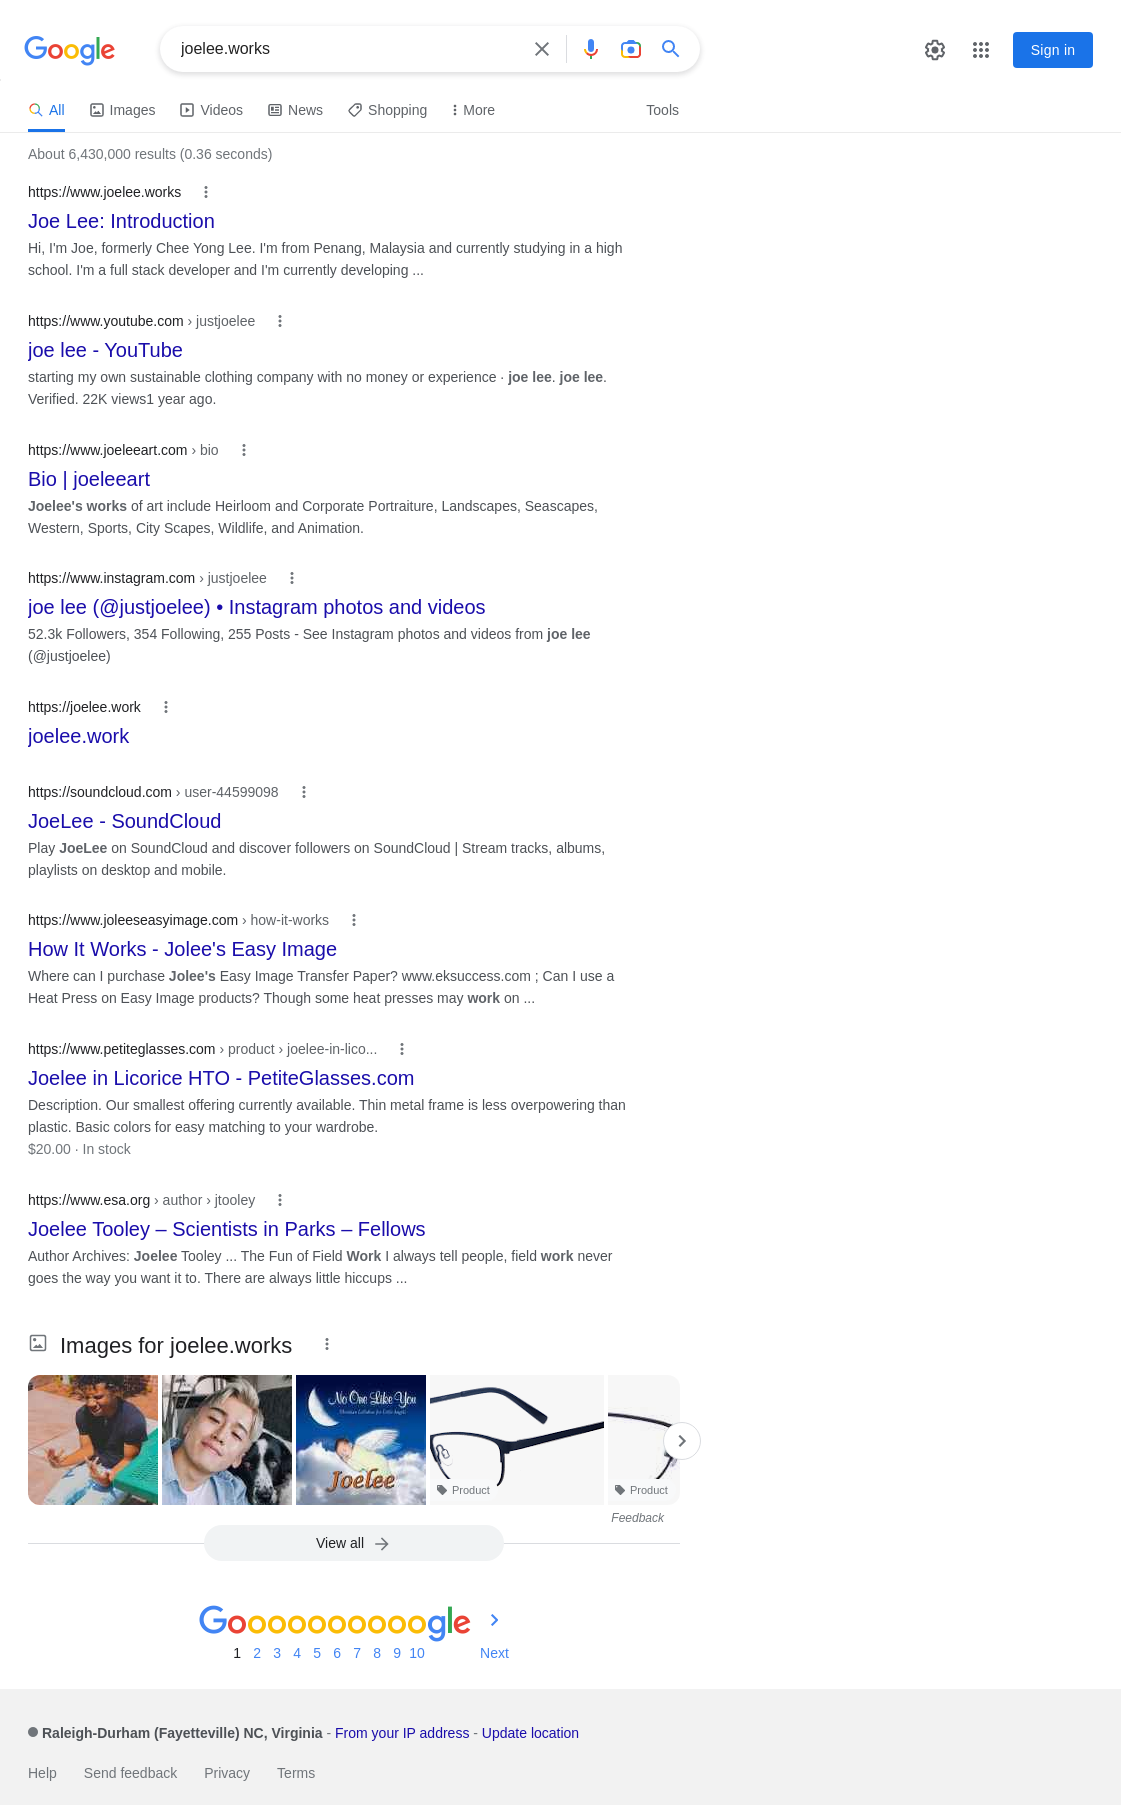 Google
joelee.works
Sign in
All Images Videos News Shopping More Tools
About 6,430,000 results (0.36 seconds)
https://www.joelee.works
Joe Lee: Introduction
Hi, I'm Joe, formerly Chee Yong Lee. I'm from Penang, Malaysia and currently studying in a high
school. I'm a full stack developer and I'm currently developing ...
https://www.youtube.com › justjoelee
joe lee - YouTube
starting my own sustainable clothing company with no money or experience · joe lee. joe lee.
Verified. 22K views1 year ago.
https://www.joeleeart.com › bio
Bio | joeleeart
Joelee's works of art include Heirloom and Corporate Portraiture, Landscapes, Seascapes,
Western, Sports, City Scapes, Wildlife, and Animation.
https://www.instagram.com › justjoelee
joe lee (@justjoelee) • Instagram photos and videos
52.3k Followers, 354 Following, 255 Posts - See Instagram photos and videos from joe lee
(@justjoelee)
https://joelee.work
joelee.work
https://soundcloud.com › user-44599098
JoeLee - SoundCloud
Play JoeLee on SoundCloud and discover followers on SoundCloud | Stream tracks, albums,
playlists on desktop and mobile.
https://www.joleeseasyimage.com › how-it-works
How It Works - Jolee's Easy Image
Where can I purchase Jolee's Easy Image Transfer Paper? www.eksuccess.com ; Can I use a
Heat Press on Easy Image products? Though some heat presses may work on ...
https://www.petiteglasses.com › product › joelee-in-lico...
Joelee in Licorice HTO - PetiteGlasses.com
Description. Our smallest offering currently available. Thin metal frame is less overpowering than
plastic. Basic colors for easy matching to your wardrobe.
$20.00 · In stock
https://www.esa.org › author › jtooley
Joelee Tooley – Scientists in Parks – Fellows
Author Archives: Joelee Tooley ... The Fun of Field Work I always tell people, field work never
goes the way you want it to. There are always little hiccups ...
Images for joelee.works
No One Like You
Christian Lullabies for Little Angels
Joelee
Product Product
Feedback
View all
Goooooooooogle
1 2 3 4 5 6 7 8 9 10 Next
Raleigh-Durham (Fayetteville) NC, Virginia - From your IP address - Update location
Help Send feedback Privacy Terms